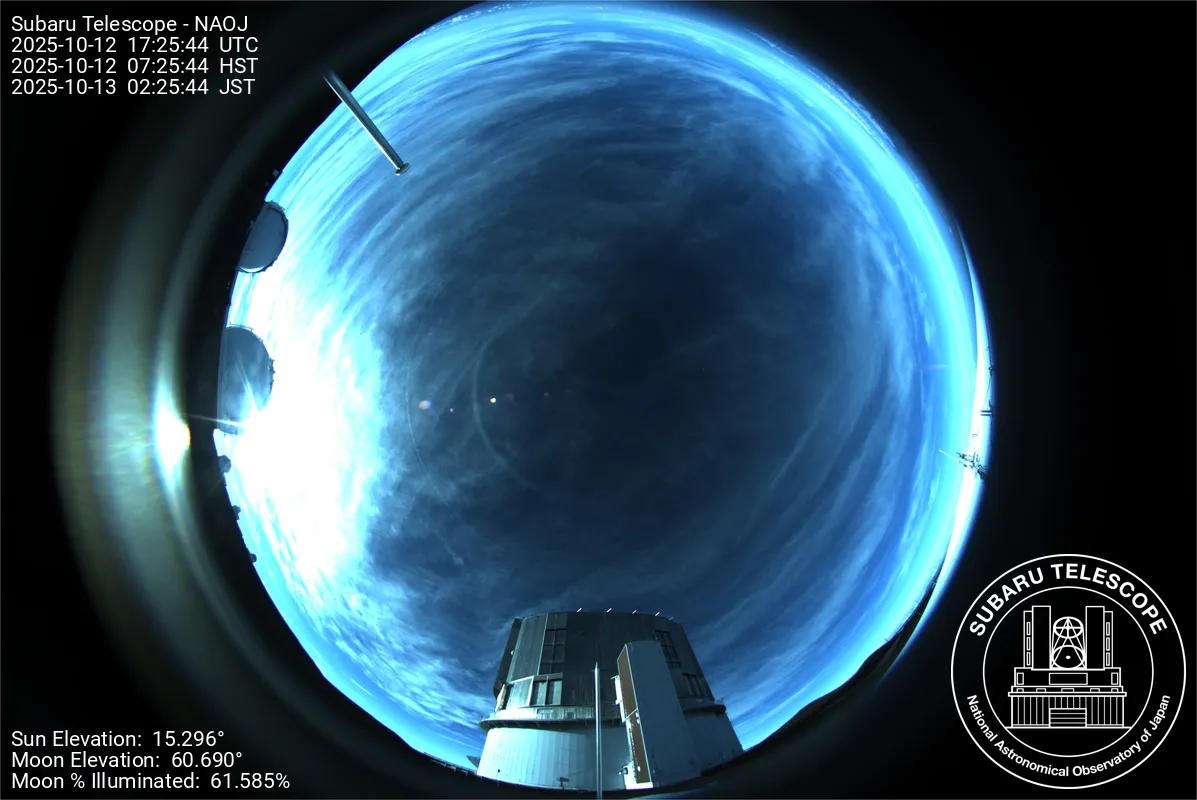 Subaru Telescope - NAOJ
2025-10-12 17:25:44 UTC
2025-10-12 07:25:44 HST
2025-10-13 02:25:44 JST
SUBARU TELESCOPE
National Astronomical Observatory of Japan
Sun Elevation: 15.296°
Moon Elevation: 60.690°
Moon % Illuminated: 61.585%